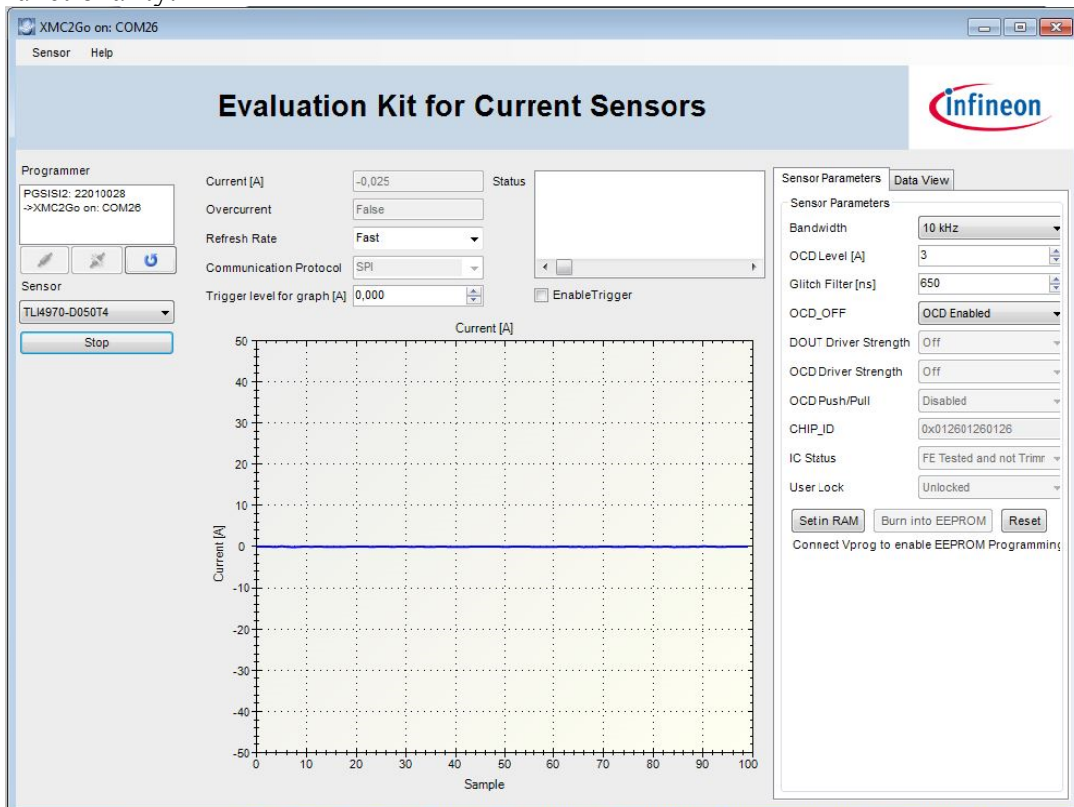 XMC2Go on: COM26
Sensor Help
Evaluation Kit for Current Sensors
infineon
Programmer
PGSISI2: 22010028
->XMC2Go on: COM26
Sensor
TLI4970-D050T4
Stop
Current [A] -0,025 Status
Overcurrent False
Refresh Rate Fast
Communication Protocol SPI
Trigger level for graph [A] 0,000 EnableTrigger
Current [A]
50
40
30
20
10
0
-10
-20
-30
-40
-50
Current [A]
0 10 20 30 40 50 60 70 80 90 100
Sample
Sensor Parameters Data View
Sensor Parameters
Bandwidth 10 kHz
OCD Level [A] 3
Glitch Filter [ns] 650
OCD_OFF OCD Enabled
DOUT Driver Strength Off
OCD Driver Strength Off
OCD Push/Pull Disabled
CHIP_ID 0x012601260126
IC Status FE Tested and not Trimr
User Lock Unlocked
Set in RAM Burn into EEPROM Reset
Connect Vprog to enable EEPROM Programming